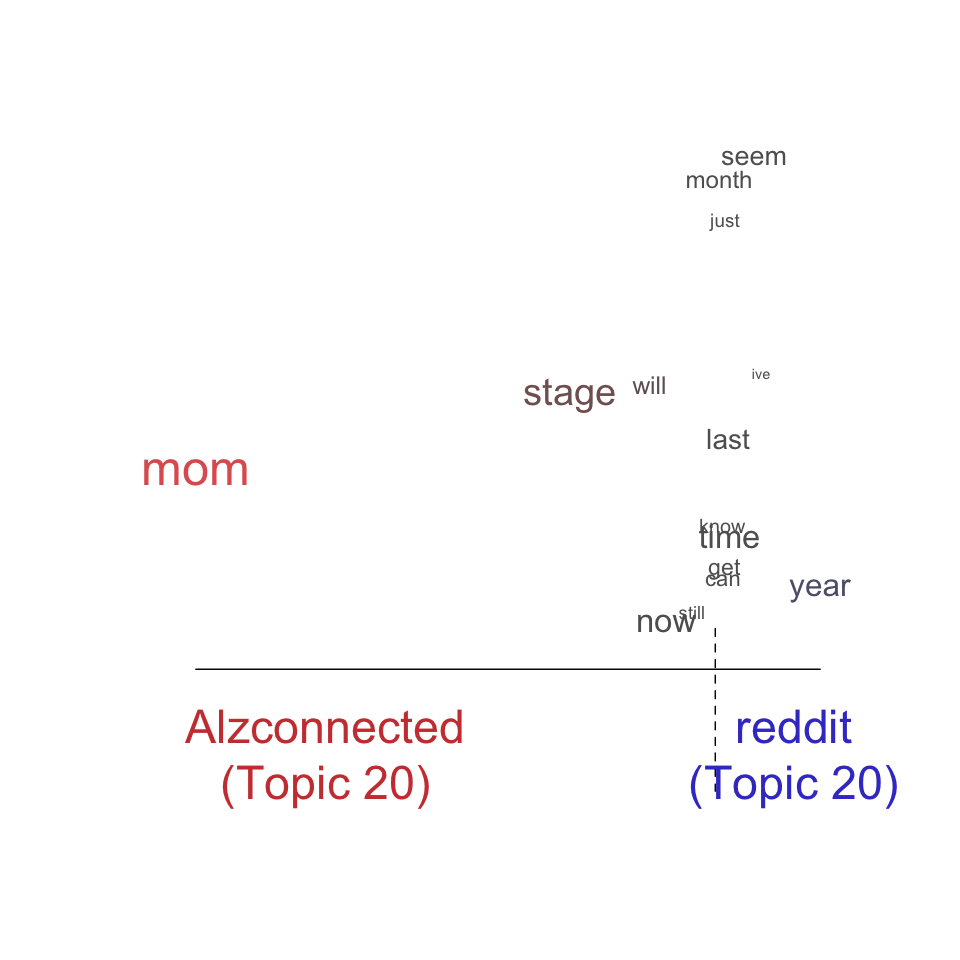 seem
month
just
ive
stage will
last
mom
know
time
get
can
year
still
now
Alzconnected
(Topic 20)
reddit
(Topic 20)